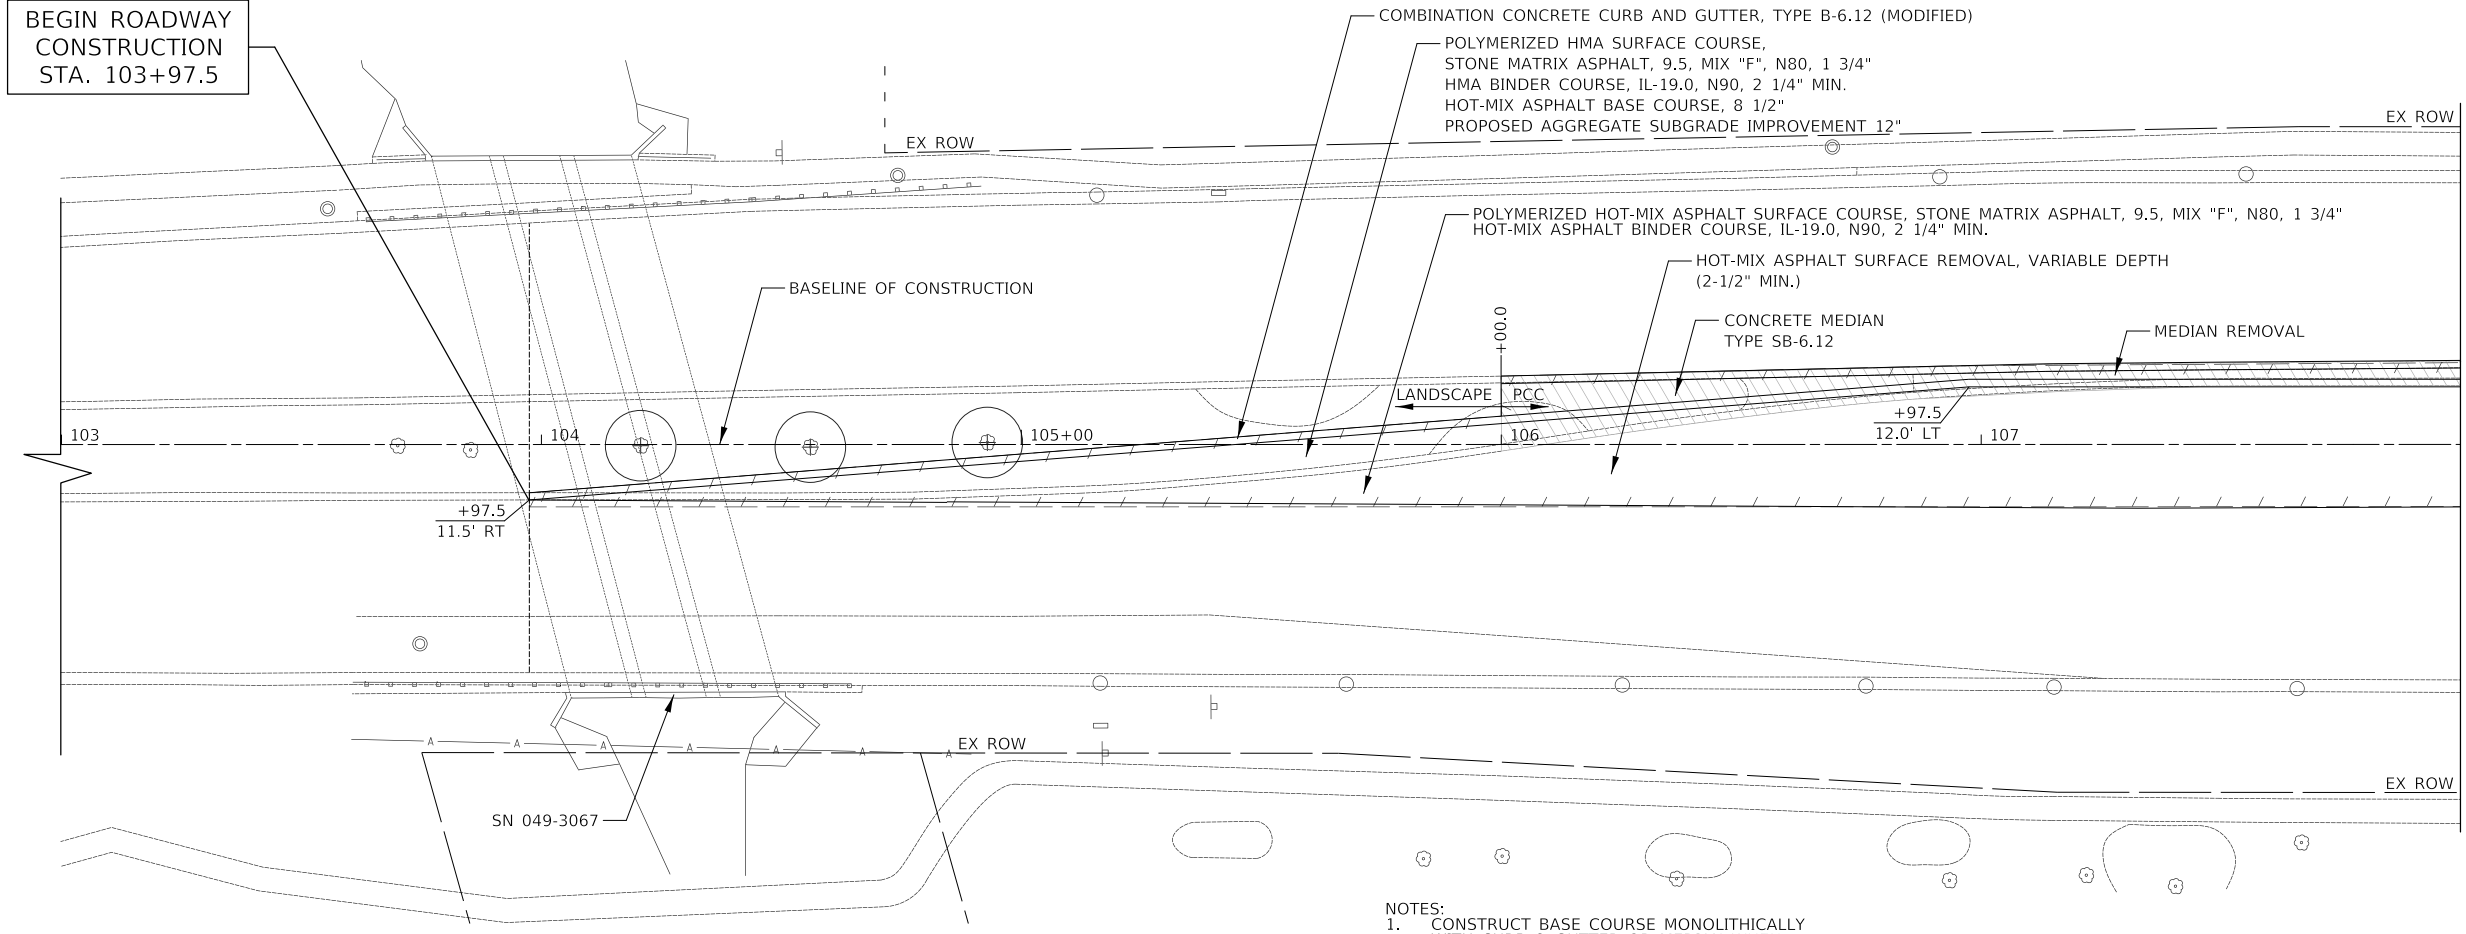 BEGIN ROADWAY
CONSTRUCTION
STA. 103+97.5
COMBINATION CONCRETE CURB AND GUTTER, TYPE B-6.12 (MODIFIED)
POLYMERIZED HMA SURFACE COURSE,
STONE MATRIX ASPHALT, 9.5, MIX "F", N80, 1 3/4"
HMA BINDER COURSE, IL-19.0, N90, 2 1/4" MIN.
HOT-MIX ASPHALT BASE COURSE, 8 1/2"
PROPOSED AGGREGATE SUBGRADE IMPROVEMENT 12"
EX ROW
EX ROW
POLYMERIZED HOT-MIX ASPHALT SURFACE COURSE, STONE MATRIX ASPHALT, 9.5, MIX "F", N80, 1 3/4"
HOT-MIX ASPHALT BINDER COURSE, IL-19.0, N90, 2 1/4" MIN.
HOT-MIX ASPHALT SURFACE REMOVAL, VARIABLE DEPTH
(2-1/2" MIN.)
BASELINE OF CONSTRUCTION
+00.0
CONCRETE MEDIAN
TYPE SB-6.12
MEDIAN REMOVAL
LANDSCAPE
PCC
103
104
105+00
106
107
+97.5
12.0' LT
+97.5
11.5' RT
A
A
A
A
A
A
A
EX ROW
EX ROW
SN 049-3067
NOTES:
1. CONSTRUCT BASE COURSE MONOLITHICALLY